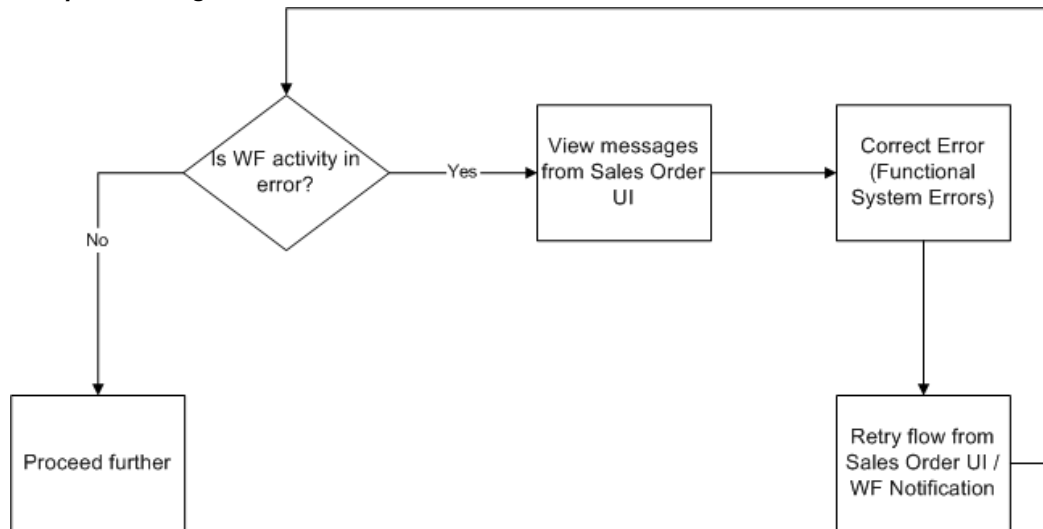 Is WF activity in
error?
Yes
View messages
from Sales Order
UI
Correct Error
(Functional
System Errors)
No
Proceed further
Retry flow from
Sales Order UI /
WF Notification